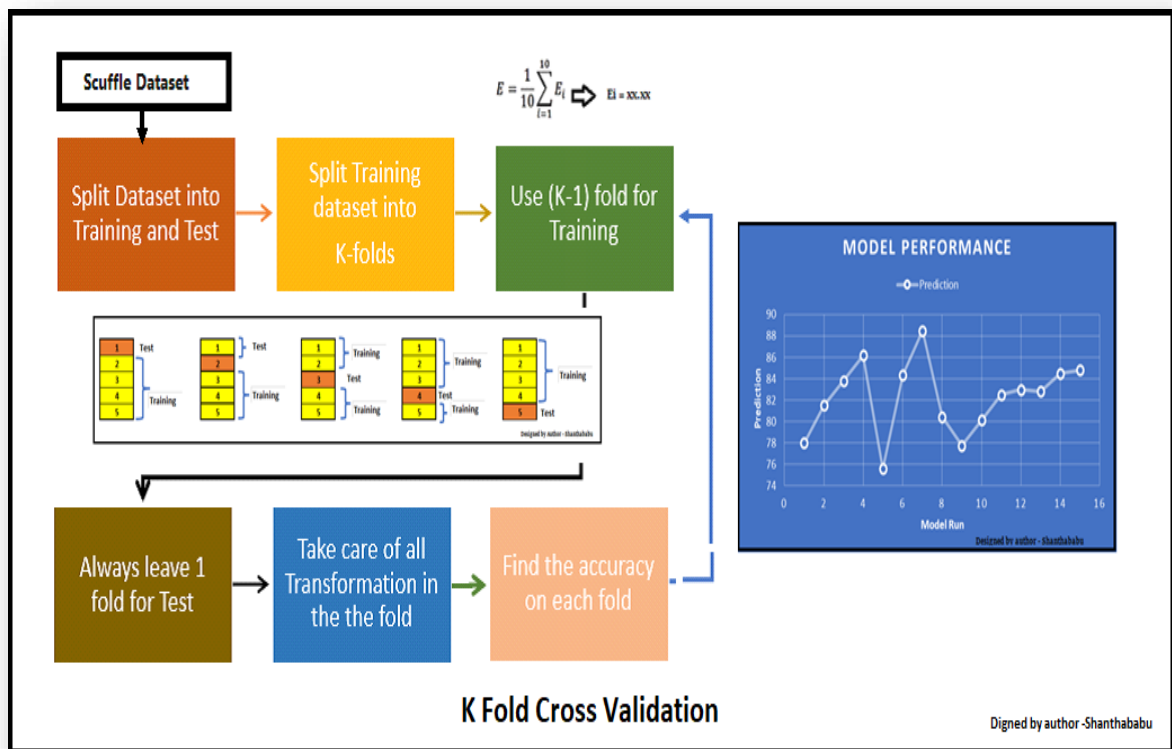 Scuffle Dataset
E = 1/10 10∑i=1 Ei ⇨ Ei = xx.xx
Split Dataset into
Training and Test
Split Training
dataset into
K-folds
Use (K-1) fold for
Training
1 Test
2
3
4 Training
5
1 Test
2
3
4 Training
5
1
2 Training
3 Test
4
5 Training
1
2 Training
3
4 Test
5 Training
1
2
3 Training
4
5 Test
Designed by author - Shanthababu
Always leave 1
fold for Test
Take care of all
Transformation in
the the fold
Find the accuracy
on each fold
MODEL PERFORMANCE
Prediction
Prediction
90
88
86
84
82
80
78
76
74
0 2 4 6 8 10 12 14 16
Model Run
Designed by author - Shanthababu
K Fold Cross Validation
Digned by author -Shanthababu